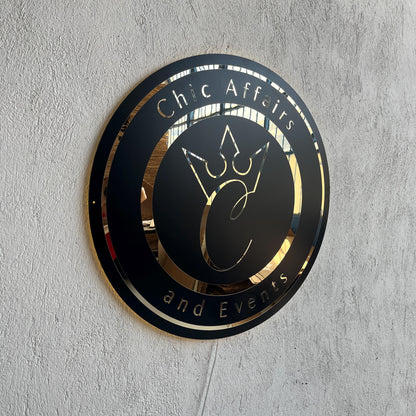 Chic Affairs
C
and Events